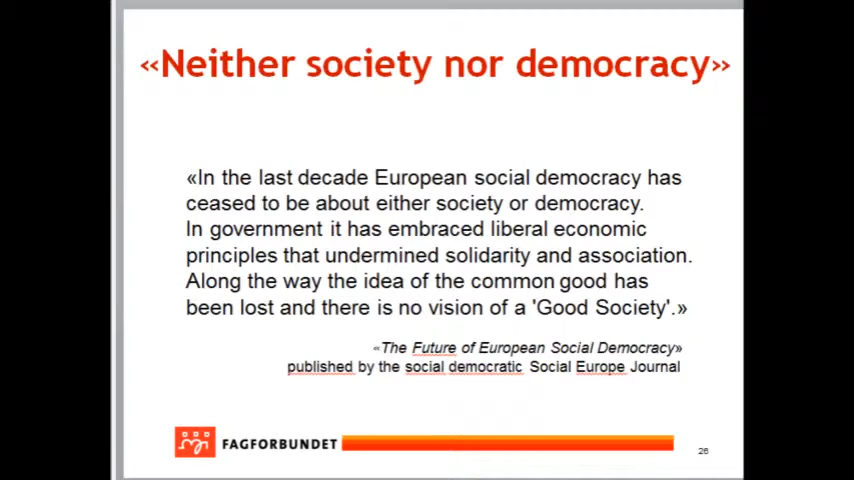 «Neither society nor democracy»
«In the last decade European social democracy has
ceased to be about either society or democracy.
In government it has embraced liberal economic
principles that undermined solidarity and association.
Along the way the idea of the common good has
been lost and there is no vision of a 'Good Society'.»
«The Future of European Social Democracy»
published by the social democratic Social Europe Journal
FAGFORBUNDET
26